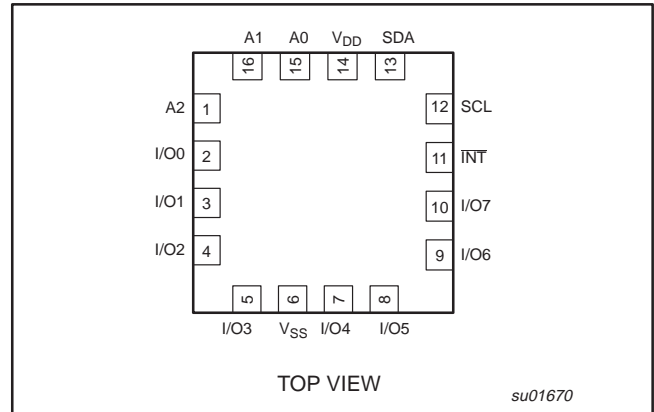 A1 A0 VDD SDA
16 15 14 13
A2 1 12 SCL
I/O0 2 11 INT
I/O1 3 10 I/O7
I/O2 4 9 I/O6
5 6 7 8
I/O3 VSS I/O4 I/O5
TOP VIEW
su01670